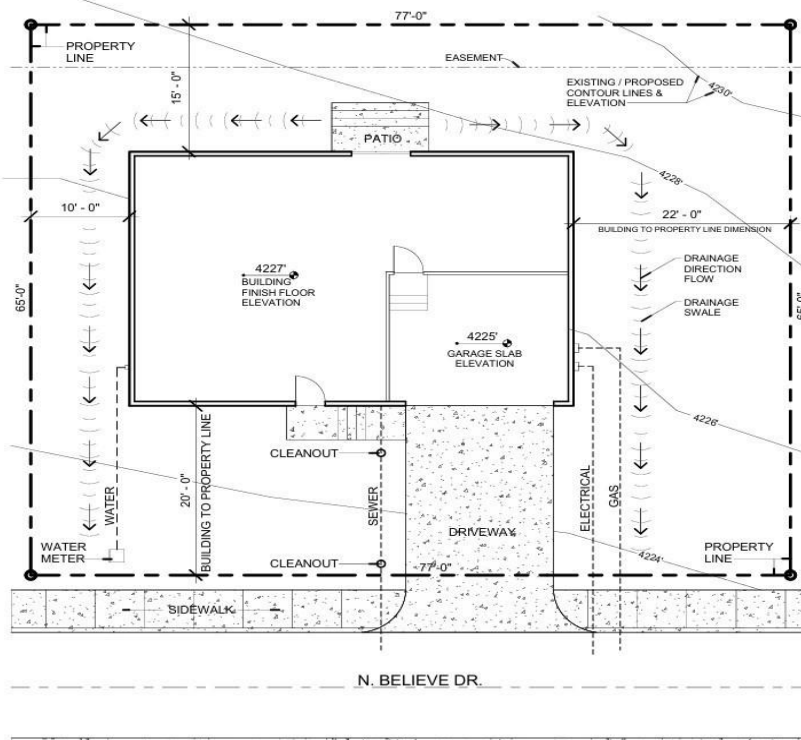 77'-0"
PROPERTY
LINE
EASEMENT
15' - 0"
EXISTING / PROPOSED
CONTOUR LINES &
ELEVATION
4230'
PATIO
4228'
10' - 0"
22' - 0"
BUILDING TO PROPERTY LINE DIMENSION
4227'
BUILDING
FINISH FLOOR
ELEVATION
DRAINAGE
DIRECTION
FLOW
65'-0"
65'-0"
DRAINAGE
SWALE
4225'
GARAGE SLAB
ELEVATION
4226'
20' - 0"
BUILDING TO PROPERTY LINE
CLEANOUT
WATER
SEWER
ELECTRICAL
GAS
DRIVEWAY
WATER
METER
CLEANOUT
77'-0"
4224'
PROPERTY
LINE
SIDEWALK
N. BELIEVE DR.